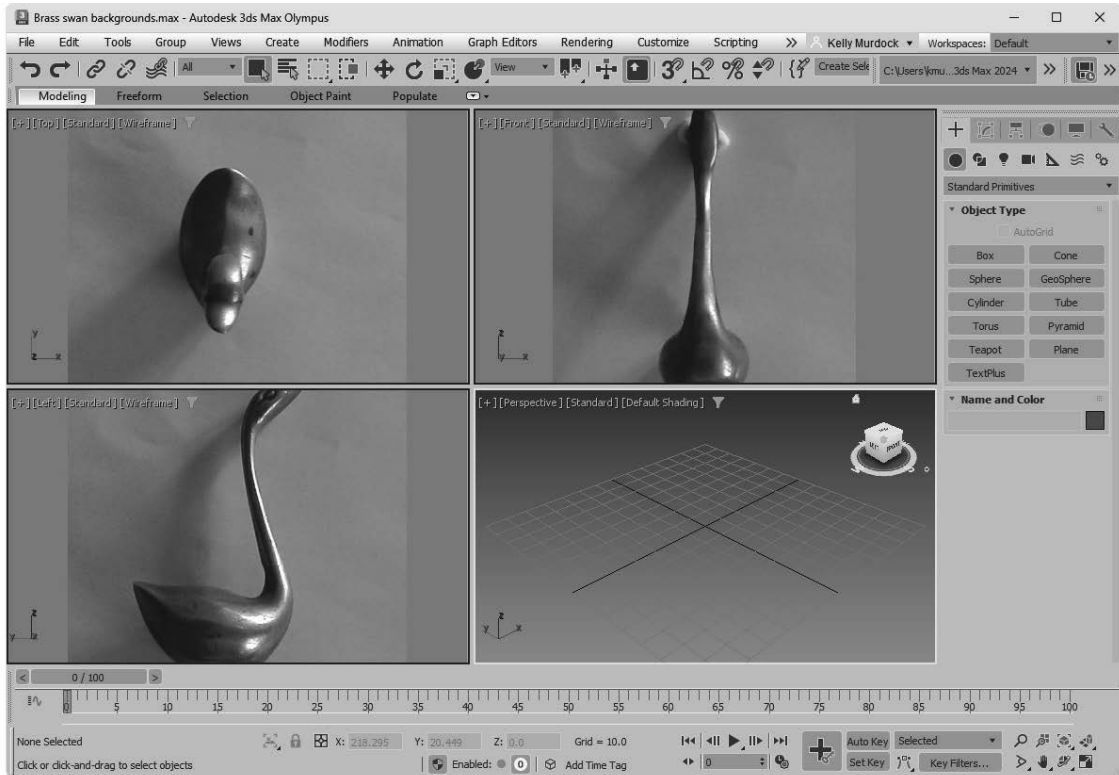 Brass swan backgrounds.max - Autodesk 3ds Max Olympus
File Edit Tools Group Views Create Modifiers Animation Graph Editors Rendering Customize Scripting Kelly Murdock Workspaces: Default
All View Create Sele C:\Users\kmu...3ds Max 2024
Modeling Freeform Selection Object Paint Populate
[+] [Top] [Standard] [Wireframe]
[+] [Front] [Standard] [Wireframe]
Standard Primitives
Object Type
AutoGrid
Box Cone
Sphere GeoSphere
Cylinder Tube
Torus Pyramid
Teapot Plane
TextPlus
y
z x
z
y x
[+] [Left] [Standard] [Wireframe]
[+] [Perspective] [Standard] [Default Shading]
Name and Color
z
y x
z
y x
< 0 / 100 >
0 5 10 15 20 25 30 35 40 45 50 55 60 65 70 75 80 85 90 95 100
None Selected X: 218.295 Y: 20.449 Z: 0.0 Grid = 10.0 Auto Key Selected
Click or click-and-drag to select objects Enabled: 0 Add Time Tag 0 Set Key Key Filters...